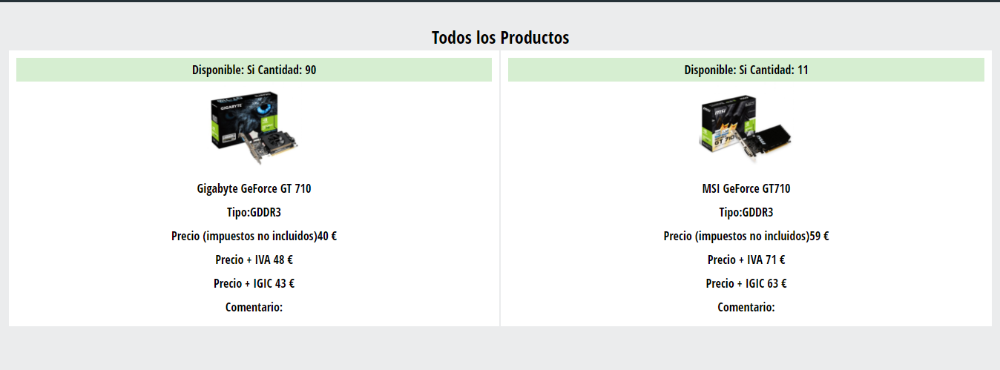 Todos los Productos
Disponible: Si Cantidad: 90
GIGABYTE
Gigabyte GeForce GT 710
Tipo:GDDR3
Precio (impuestos no incluidos)40 €
Precio + IVA 48 €
Precio + IGIC 43 €
Comentario:
Disponible: Si Cantidad: 11
msi
GT 710
MSI GeForce GT710
Tipo:GDDR3
Precio (impuestos no incluidos)59 €
Precio + IVA 71 €
Precio + IGIC 63 €
Comentario: